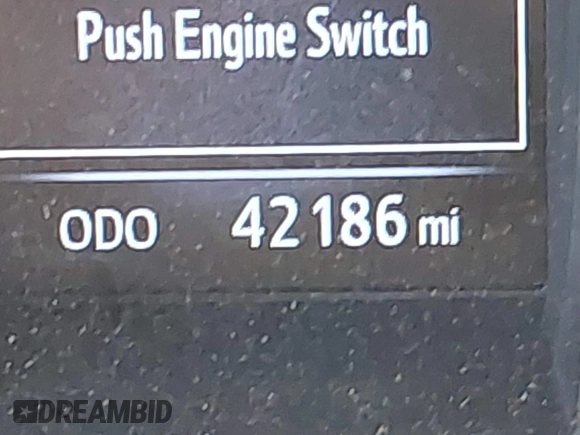 Push Engine Switch
ODO 42186 mi
DREAMBID